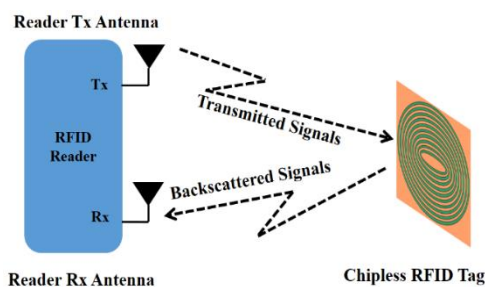 Reader Tx Antenna
Tx
Transmitted Signals
RFID
Reader
Backscattered Signals
Rx
Reader Rx Antenna
Chipless RFID Tag